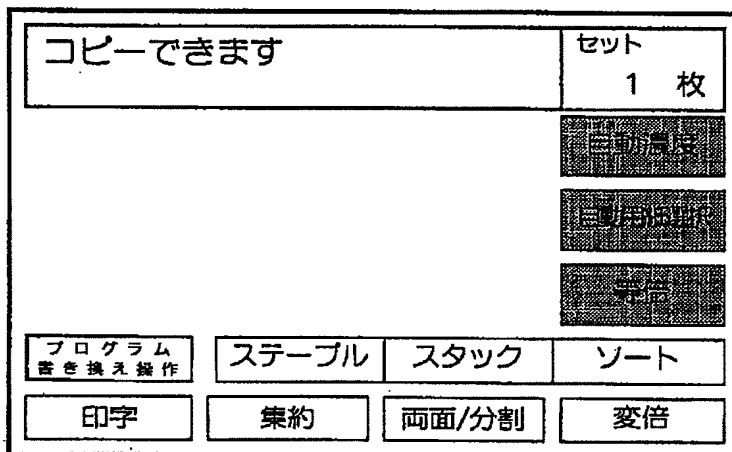 コピーできます
セット
1 枚
自動濃度
自動用紙選択
等倍
プログラム
書き換え操作
ステープル スタック ソート
印字 集約 両面/分割 変倍